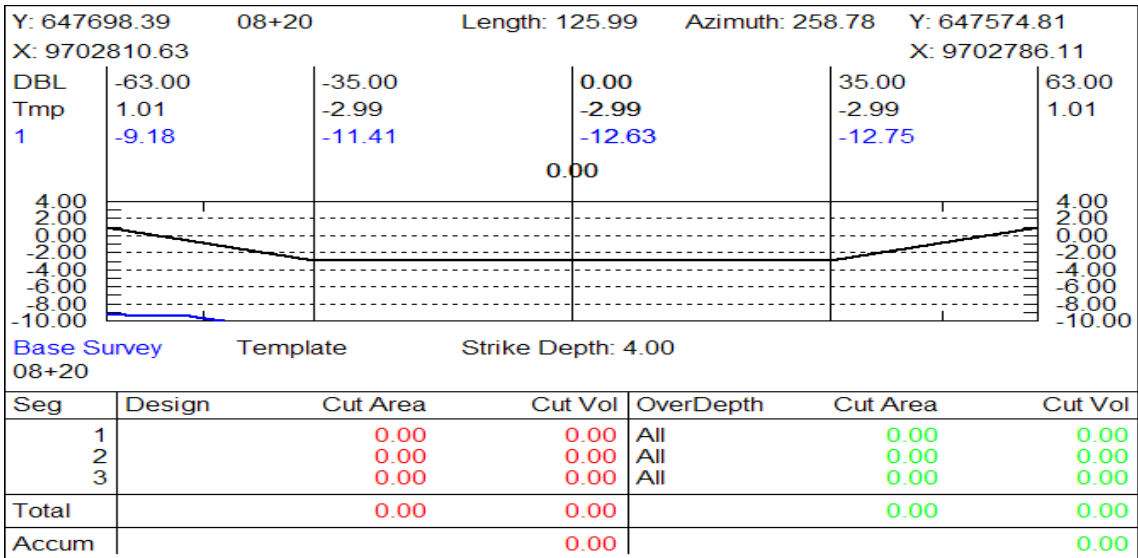 Y: 647698.39 08+20 Length: 125.99 Azimuth: 258.78 Y: 647574.81
X: 9702810.63 X: 9702786.11
DBL -63.00 -35.00 0.00 35.00 63.00
Tmp 1.01 -2.99 -2.99 -2.99 1.01
1 -9.18 -11.41 -12.63 -12.75
0.00
4.00 4.00
2.00 2.00
0.00 0.00
-2.00 -2.00
-4.00 -4.00
-6.00 -6.00
-8.00 -8.00
-10.00 -10.00
Base Survey Template Strike Depth: 4.00
08+20
Seg Design Cut Area Cut Vol OverDepth Cut Area Cut Vol
1 0.00 0.00 All 0.00 0.00
2 0.00 0.00 All 0.00 0.00
3 0.00 0.00 All 0.00 0.00
Total 0.00 0.00 0.00 0.00
Accum 0.00 0.00